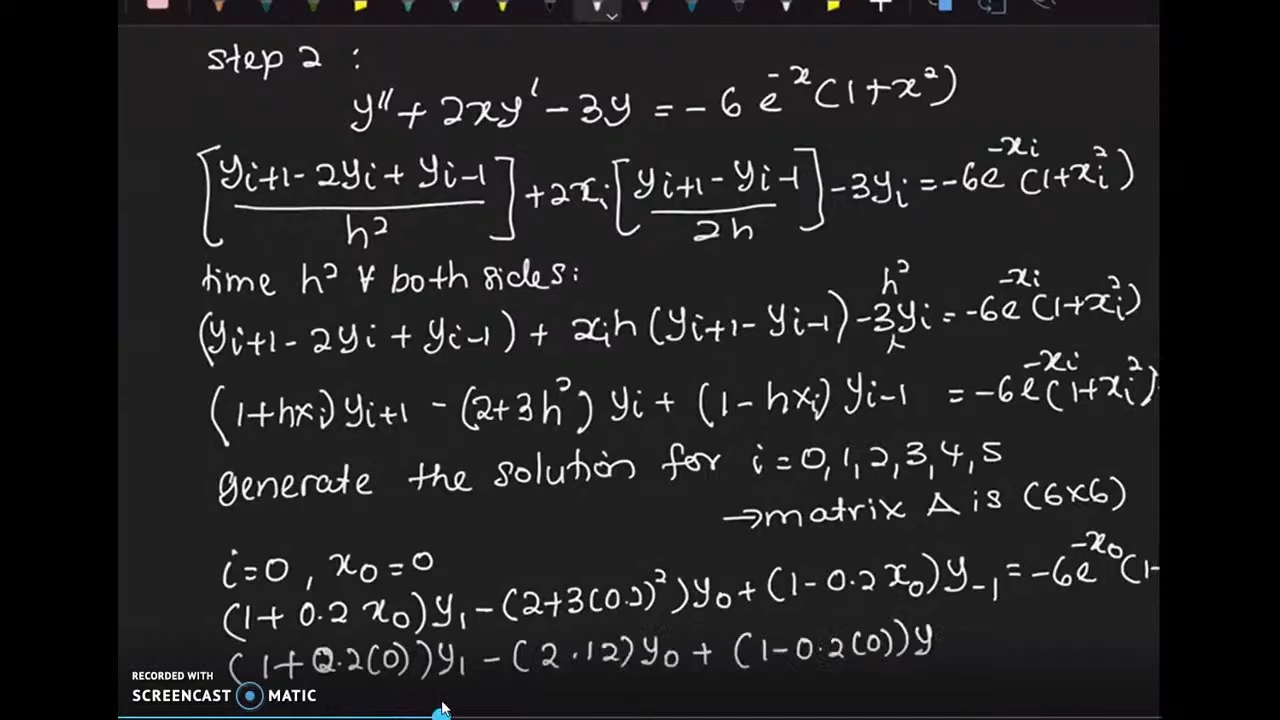 step 2 :
y'' + 2xy' - 3y = - 6 e^{-x} (1+x^2)
[(y_{i+1} - 2y_i + y_{i-1}) / h^2] + 2x_i [(y_{i+1} - y_{i-1}) / 2h] - 3y_i = -6e^{-x_i} (1+x_i^2)
time h^2 ∀ both sides:
(y_{i+1} - 2y_i + y_{i-1}) + x_i h (y_{i+1} - y_{i-1}) - 3h^2 y_i = -6e^{-x_i} (1+x_i^2)
(1+hx_i) y_{i+1} - (2+3h^2) y_i + (1-hx_i) y_{i-1} = -6e^{-x_i} (1+x_i^2)
generate the solution for i = 0, 1, 2, 3, 4, 5
→ matrix A is (6×6)
i=0, x_0=0
(1 + 0.2 x_0) y_1 - (2+3(0.2)^2) y_0 + (1-0.2x_0) y_{-1} = -6e^{-x_0} (1-
(1+0.2(0)) y_1 - (2.12) y_0 + (1-0.2(0)) y
RECORDED WITH
SCREENCAST MATIC